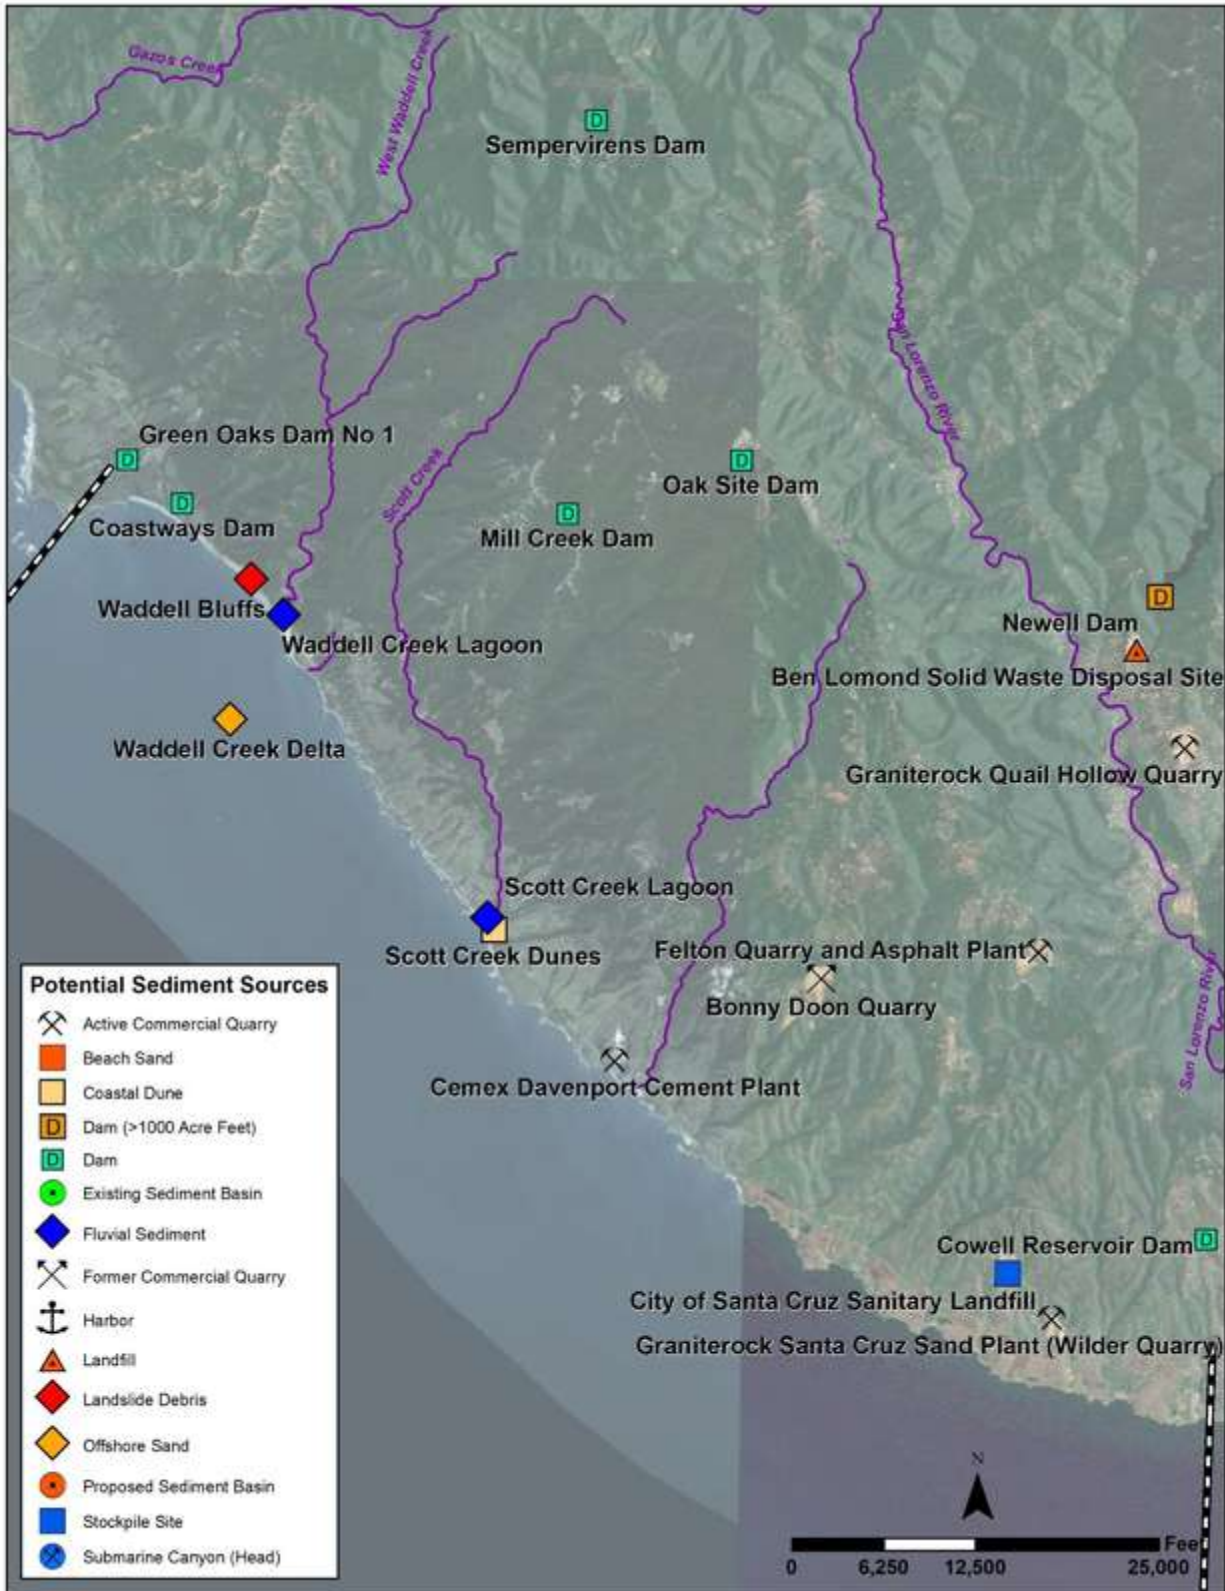 Gazos Creek
West Waddell Creek
D
Sempervirens Dam
San Lorenzo River
Green Oaks Dam No 1
D
D
Coastways Dam
Scott Creek
D
Oak Site Dam
D
Mill Creek Dam
Waddell Bluffs
Waddell Creek Lagoon
D
Newell Dam
Ben Lomond Solid Waste Disposal Site
Waddell Creek Delta
Graniterock Quail Hollow Quarry
Scott Creek Lagoon
Scott Creek Dunes
Felton Quarry and Asphalt Plant
Bonny Doon Quarry
San Lorenzo River
Cemex Davenport Cement Plant
Cowell Reservoir Dam
D
City of Santa Cruz Sanitary Landfill
Graniterock Santa Cruz Sand Plant (Wilder Quarry)
Potential Sediment Sources
Active Commercial Quarry
Beach Sand
Coastal Dune
D Dam (>1000 Acre Feet)
D Dam
Existing Sediment Basin
Fluvial Sediment
Former Commercial Quarry
Harbor
Landfill
Landslide Debris
Offshore Sand
Proposed Sediment Basin
Stockpile Site
Submarine Canyon (Head)
N
Fee
0 6,250 12,500 25,000